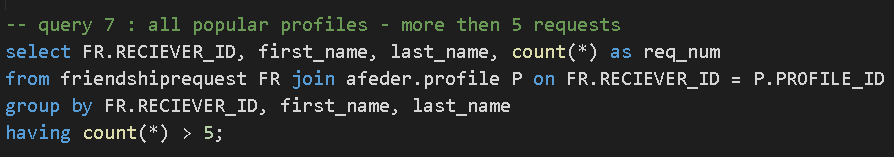 -- query 7 : all popular profiles - more then 5 requests
select FR.RECIEVER_ID, first_name, last_name, count(*) as req_num
from friendshiprequest FR join afeder.profile P on FR.RECIEVER_ID = P.PROFILE_ID
group by FR.RECIEVER_ID, first_name, last_name
having count(*) > 5;